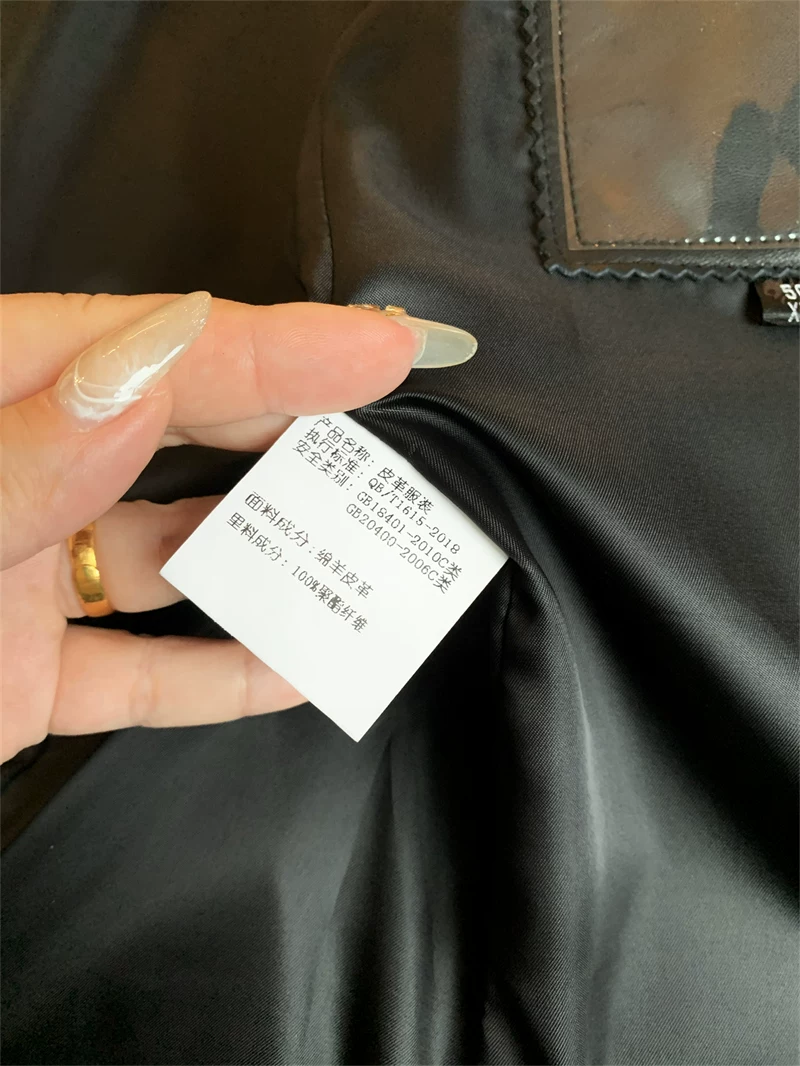 产品名称：皮革服装
执行标准：QB/T1615-2018
安全类别：GB18401-2010C类
GB20400-2006C类
面料成分：绵羊皮革
里料成分：100%聚酯纤维